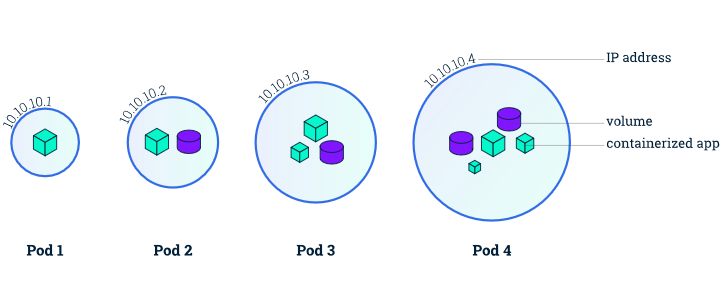 10.10.10.1
10.10.10.2
10.10.10.3
10.10.10.4
IP address
volume
containerized app
Pod 1
Pod 2
Pod 3
Pod 4